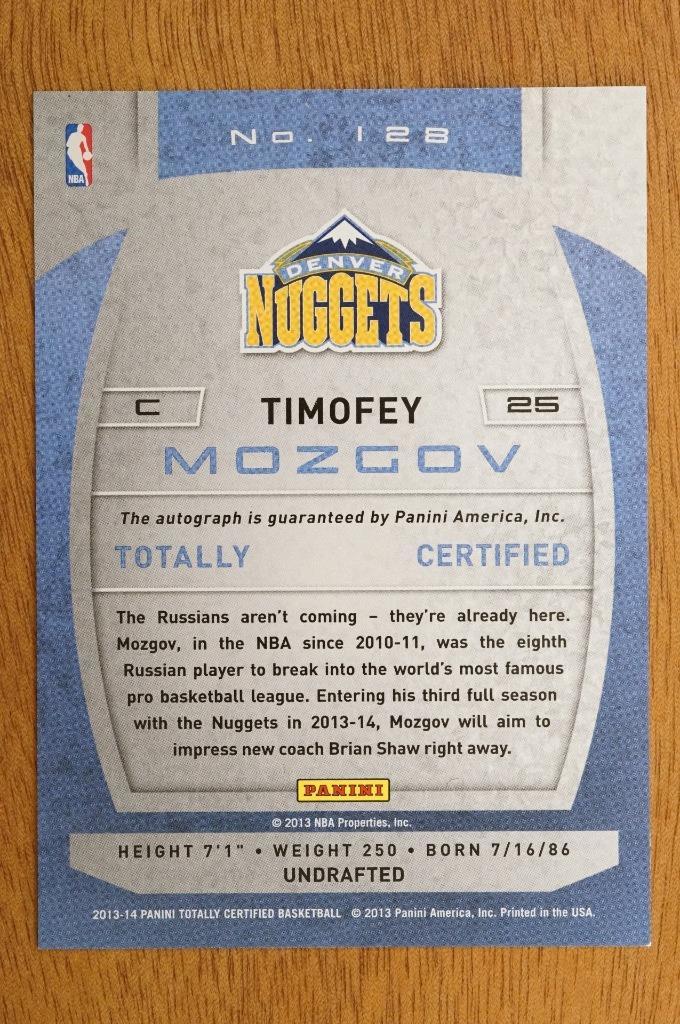 No. 128
NBA
DENVER
NUGGETS
C
TIMOFEY
25
MOZGOV
The autograph is guaranteed by Panini America, Inc.
TOTALLY CERTIFIED
The Russians aren't coming – they're already here.
Mozgov, in the NBA since 2010-11, was the eighth
Russian player to break into the world's most famous
pro basketball league. Entering his third full season
with the Nuggets in 2013-14, Mozgov will aim to
impress new coach Brian Shaw right away.
PANINI
© 2013 NBA Properties, Inc.
HEIGHT 7'1" • WEIGHT 250 • BORN 7/16/86
UNDRAFTED
2013-14 PANINI TOTALLY CERTIFIED BASKETBALL © 2013 Panini America, Inc. Printed in the USA.